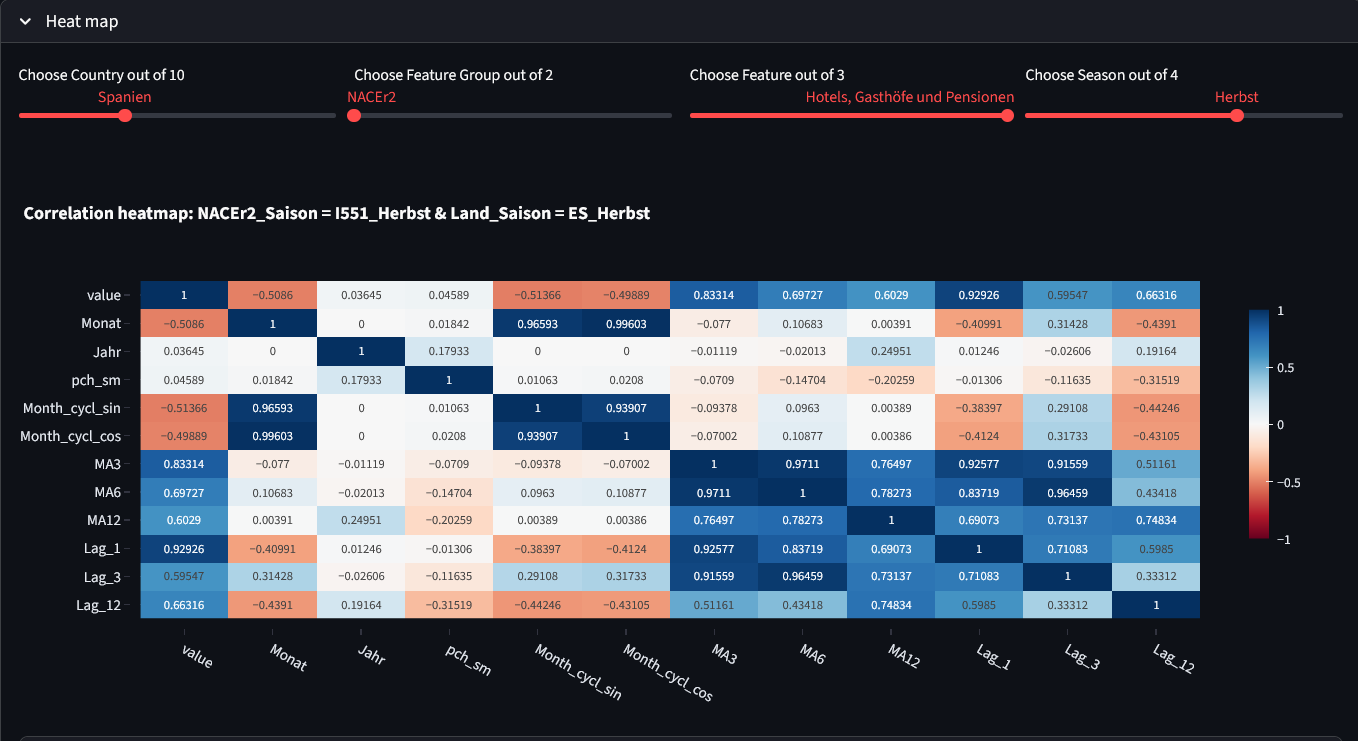 Heat map
Choose Country out of 10 Choose Feature Group out of 2 Choose Feature out of 3 Choose Season out of 4
Spanien NACEr2 Hotels, Gasthöfe und Pensionen Herbst
Correlation heatmap: NACEr2_Saison = I551_Herbst & Land_Saison = ES_Herbst
value 1 −0.5086 0.03645 0.04589 −0.51366 −0.49889 0.83314 0.69727 0.6029 0.92926 0.59547 0.66316
Monat −0.5086 1 0 0.01842 0.96593 0.99603 −0.077 0.10683 0.00391 −0.40991 0.31428 −0.4391
Jahr 0.03645 0 1 0.17933 0 0 −0.01119 −0.02013 0.24951 0.01246 −0.02606 0.19164
pch_sm 0.04589 0.01842 0.17933 1 0.01063 0.0208 −0.0709 −0.14704 −0.20259 −0.01306 −0.11635 −0.31519
Month_cycl_sin −0.51366 0.96593 0 0.01063 1 0.93907 −0.09378 0.0963 0.00389 −0.38397 0.29108 −0.44246
Month_cycl_cos −0.49889 0.99603 0 0.0208 0.93907 1 −0.07002 0.10877 0.00386 −0.4124 0.31733 −0.43105
MA3 0.83314 −0.077 −0.01119 −0.0709 −0.09378 −0.07002 1 0.9711 0.76497 0.92577 0.91559 0.51161
MA6 0.69727 0.10683 −0.02013 −0.14704 0.0963 0.10877 0.9711 1 0.78273 0.83719 0.96459 0.43418
MA12 0.6029 0.00391 0.24951 −0.20259 0.00389 0.00386 0.76497 0.78273 1 0.69073 0.73137 0.74834
Lag_1 0.92926 −0.40991 0.01246 −0.01306 −0.38397 −0.4124 0.92577 0.83719 0.69073 1 0.71083 0.5985
Lag_3 0.59547 0.31428 −0.02606 −0.11635 0.29108 0.31733 0.91559 0.96459 0.73137 0.71083 1 0.33312
Lag_12 0.66316 −0.4391 0.19164 −0.31519 −0.44246 −0.43105 0.51161 0.43418 0.74834 0.5985 0.33312 1
value Monat Jahr pch_sm Month_cycl_sin Month_cycl_cos MA3 MA6 MA12 Lag_1 Lag_3 Lag_12
1
0.5
0
−0.5
−1